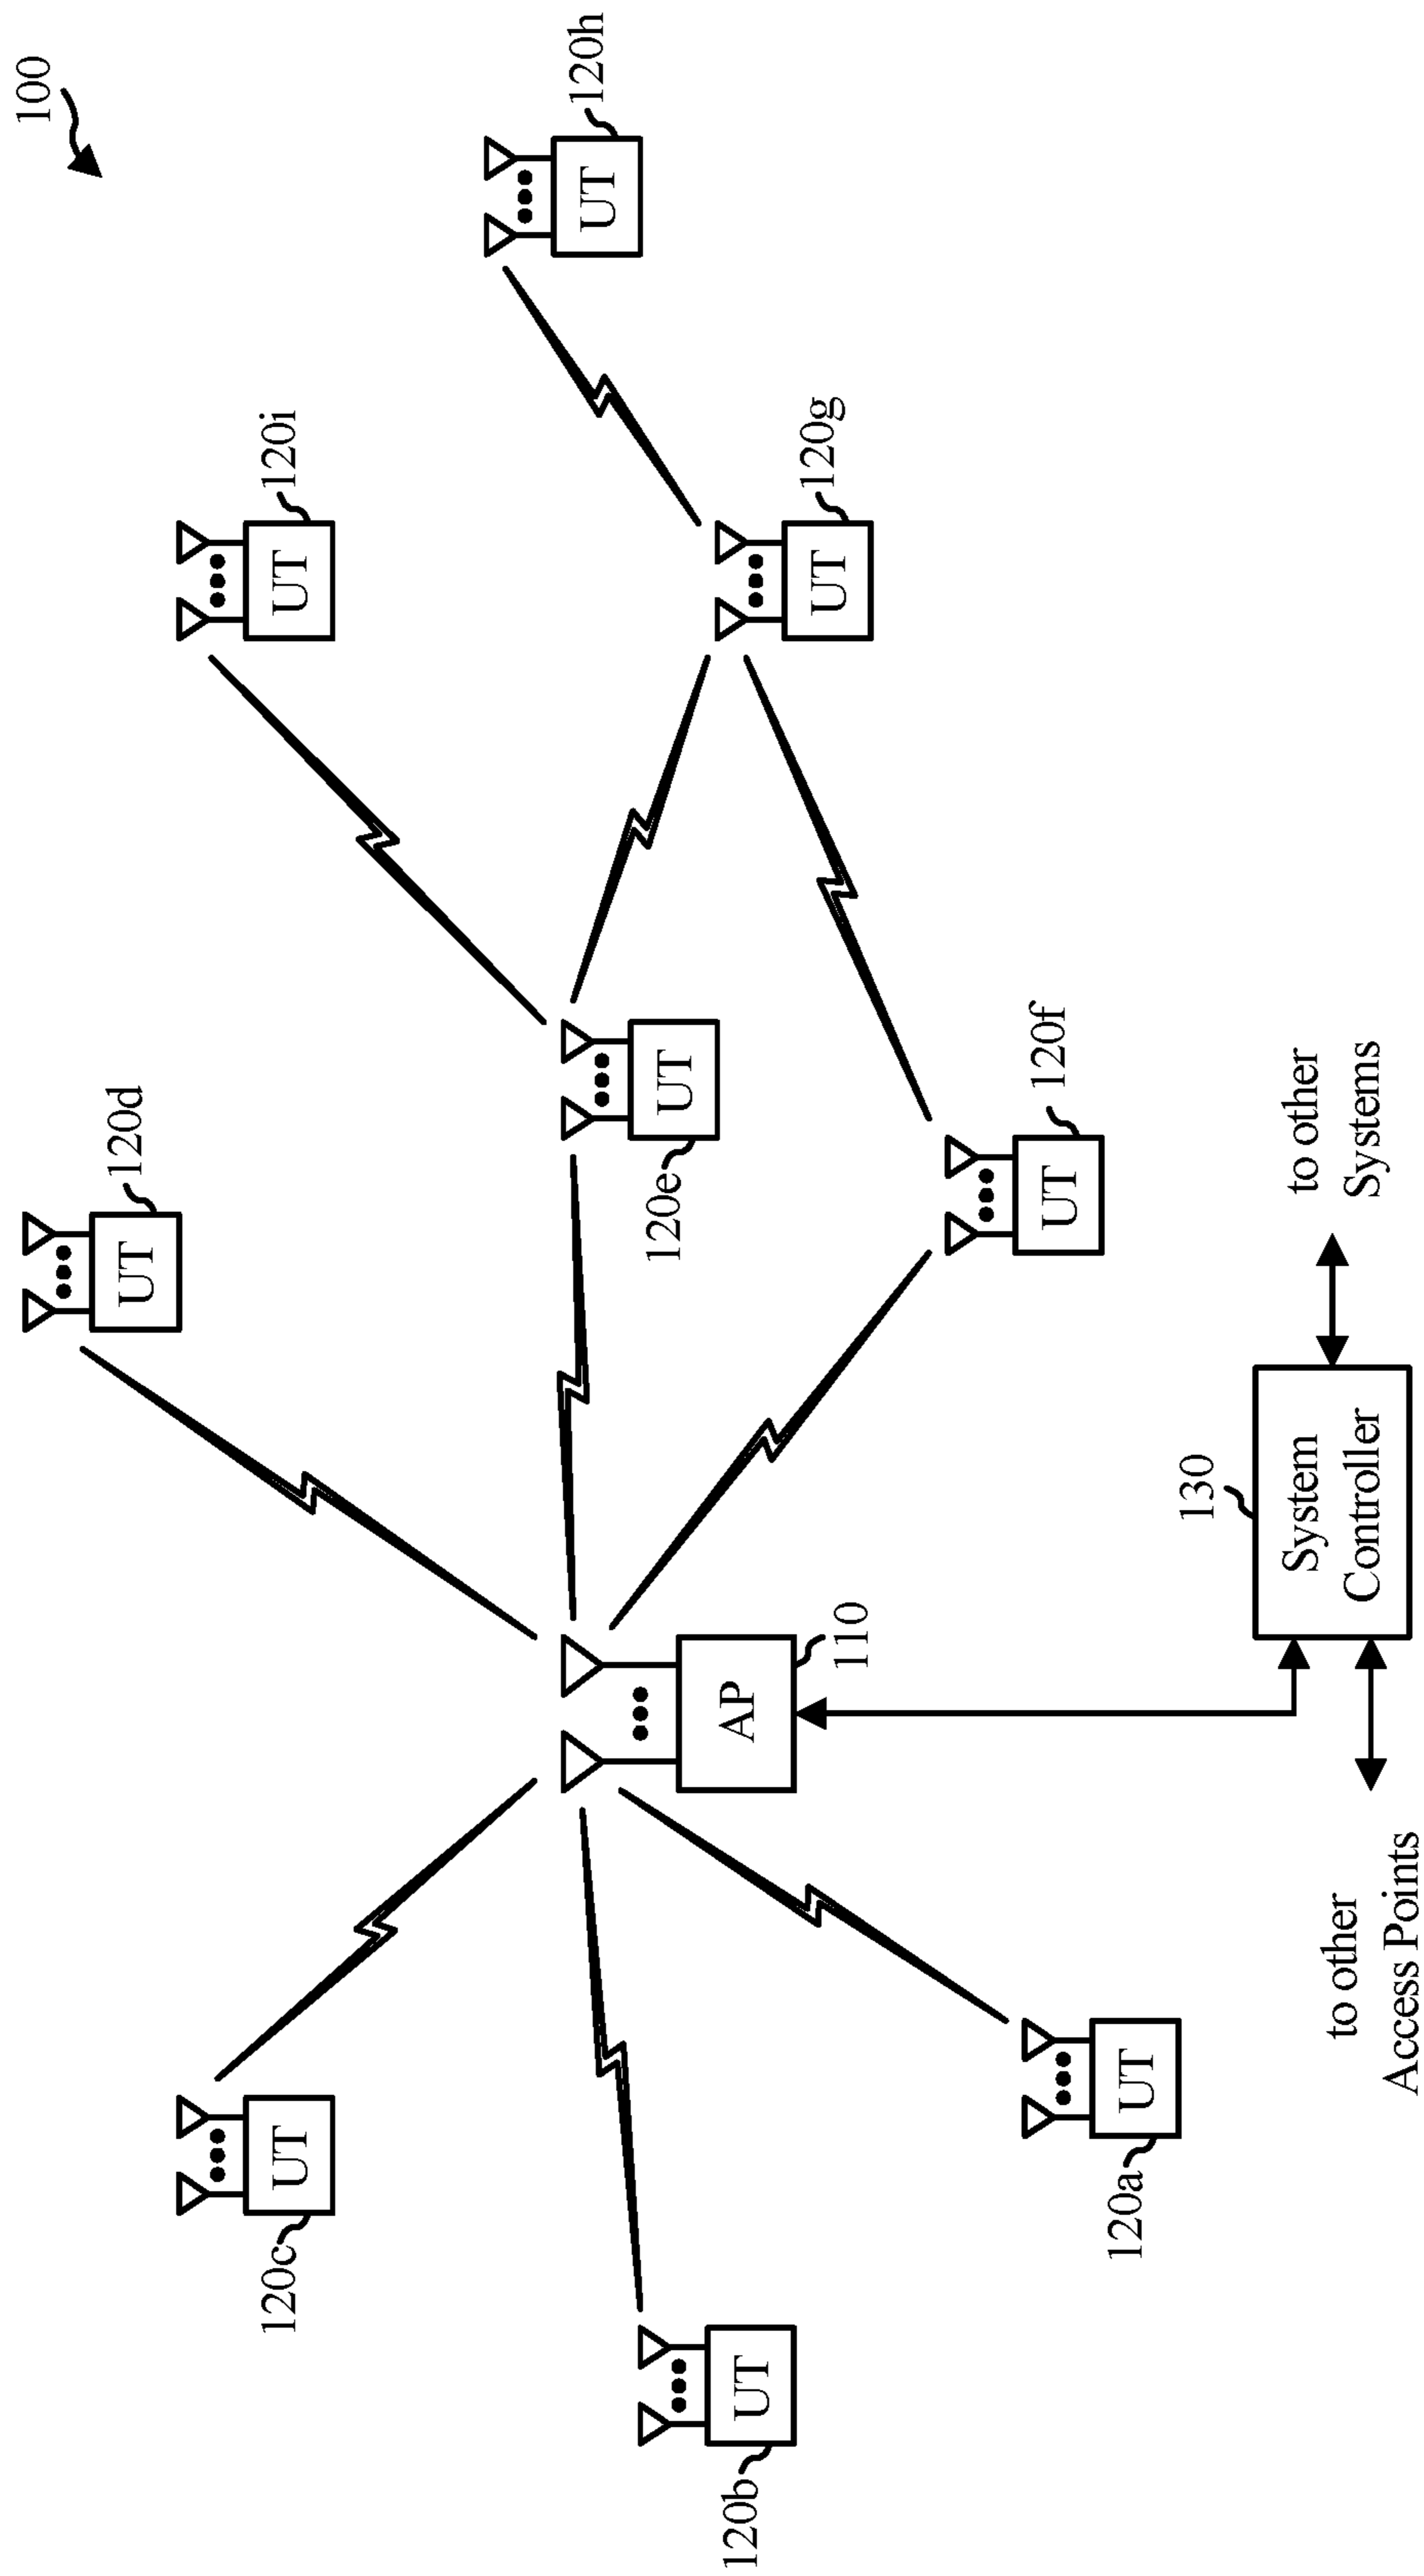 100
120d
UT
120i
UT
120c
UT
120h
UT
120e
UT
120g
UT
120b
UT
AP
110
120f
UT
120a
UT
130
System
Controller
to other
Systems
to other
Access Points